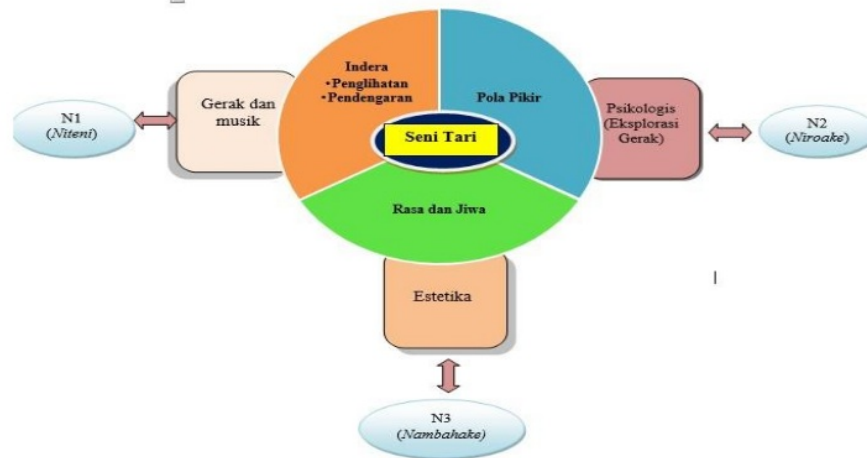 Indera
•Penglihatan
•Pendengaran
Pola Pikir
Gerak dan
musik
N1
(Niteni)
Psikologis
(Eksplorasi
Gerak)
N2
(Niroake)
Seni Tari
Rasa dan Jiwa
Estetika
N3
(Nambahake)